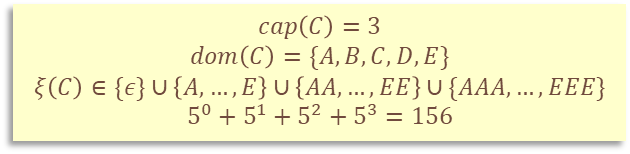 cap(C) = 3
dom(C) = {A, B, C, D, E}
ξ(C) ∈ {ϵ} ∪ {A, … , E} ∪ {AA, … , EE} ∪ {AAA, … , EEE}
5⁰ + 5¹ + 5² + 5³ = 156